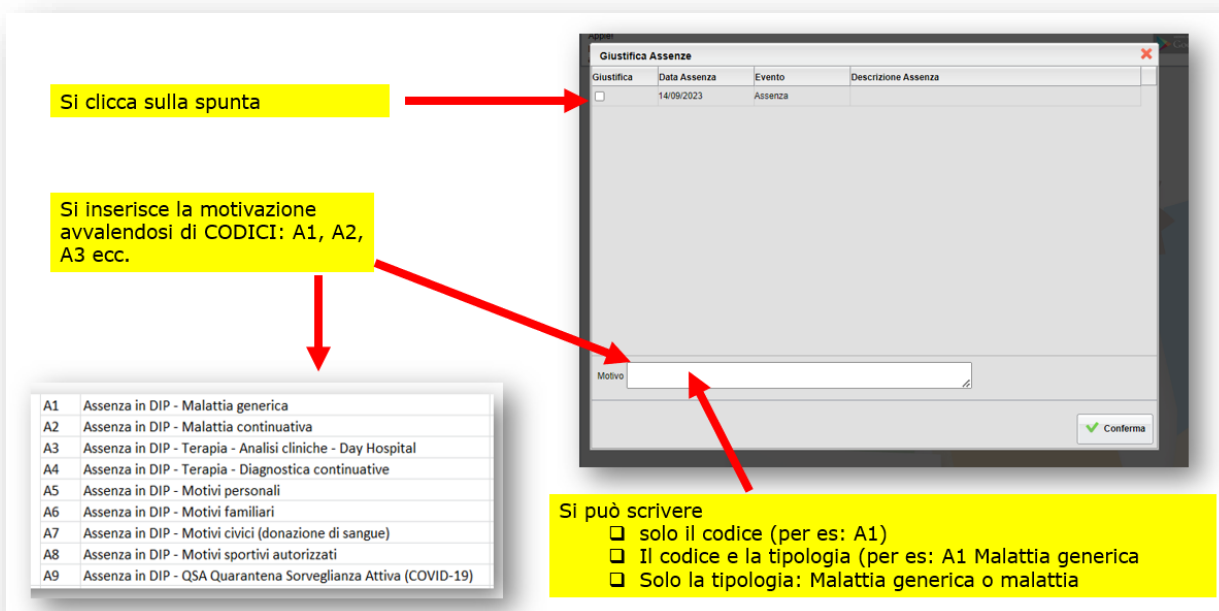 Giustifica Assenze
Giustifica Data Assenza Evento Descrizione Assenza
14/09/2023 Assenza
Si clicca sulla spunta
Si inserisce la motivazione
avvalendosi di CODICI: A1, A2,
A3 ecc.
Motivo
Conferma
A1 Assenza in DIP - Malattia generica
A2 Assenza in DIP - Malattia continuativa
A3 Assenza in DIP - Terapia - Analisi cliniche - Day Hospital
A4 Assenza in DIP - Terapia - Diagnostica continuative
A5 Assenza in DIP - Motivi personali
A6 Assenza in DIP - Motivi familiari
A7 Assenza in DIP - Motivi civici (donazione di sangue)
A8 Assenza in DIP - Motivi sportivi autorizzati
A9 Assenza in DIP - QSA Quarantena Sorveglianza Attiva (COVID-19)
Si può scrivere
❑ solo il codice (per es: A1)
❑ Il codice e la tipologia (per es: A1 Malattia generica
❑ Solo la tipologia: Malattia generica o malattia